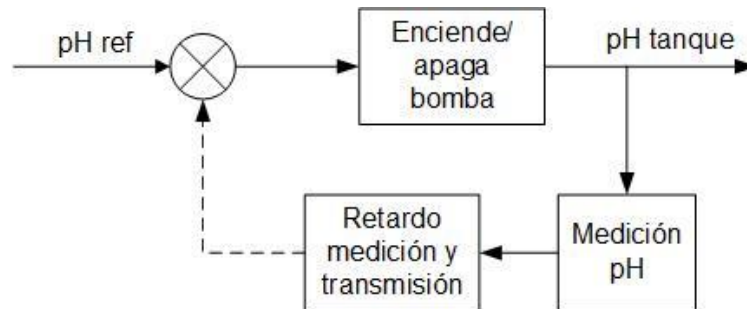 pH ref
Enciende/
apaga
bomba
pH tanque
Retardo
medición y
transmisión
Medición
pH